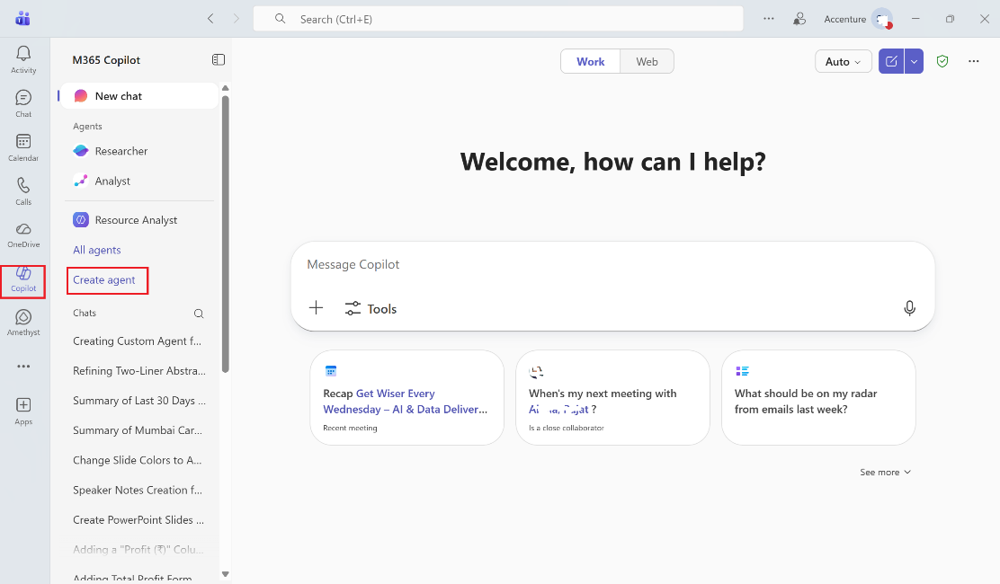 Search (Ctrl+E)
Accenture
Activity
Chat
Calendar
Calls
OneDrive
Copilot
Amethyst
Apps
M365 Copilot
New chat
Agents
Researcher
Analyst
Resource Analyst
All agents
Create agent
Chats
Creating Custom Agent f...
Refining Two-Liner Abstra...
Summary of Last 30 Days ...
Summary of Mumbai Car...
Change Slide Colors to A...
Speaker Notes Creation f...
Create PowerPoint Slides ...
Adding a "Profit (₹)" Colu...
Adding Total Profit Form
Work
Web
Auto
Welcome, how can I help?
Message Copilot
Tools
Recap Get Wiser Every
Wednesday – AI & Data Deliver...
Recent meeting
When's my next meeting with
?
Is a close collaborator
What should be on my radar
from emails last week?
See more